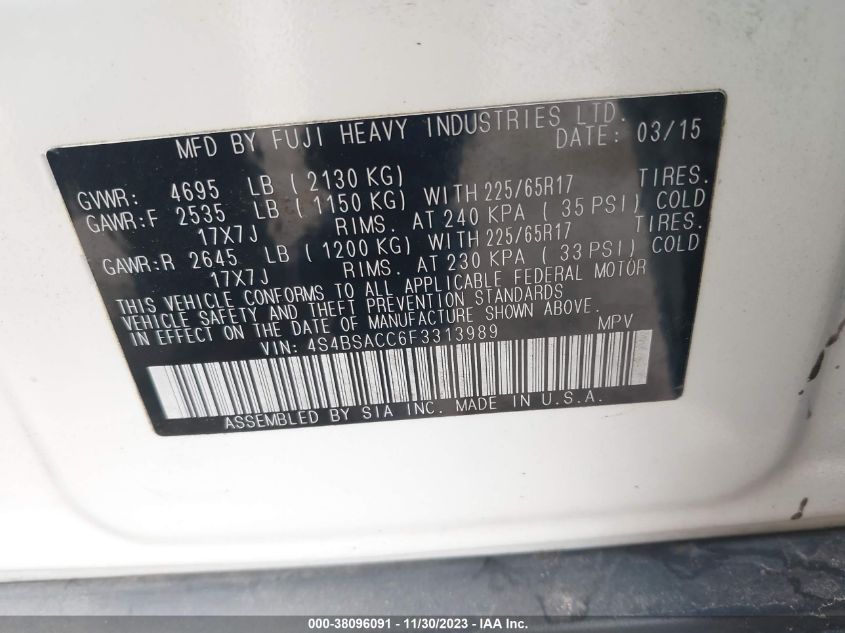 MFD BY FUJI HEAVY INDUSTRIES LTD.
DATE: 03/15
GVWR: 4695 LB ( 2130 KG)
GAWR:F 2535 LB ( 1150 KG) WITH 225/65R17 TIRES.
17X7J RIMS. AT 240 KPA ( 35 PSI) COLD
GAWR:R 2645 LB ( 1200 KG) WITH 225/65R17 TIRES.
17X7J RIMS. AT 230 KPA ( 33 PSI) COLD
THIS VEHICLE CONFORMS TO ALL APPLICABLE FEDERAL MOTOR
VEHICLE SAFETY AND THEFT PREVENTION STANDARDS
IN EFFECT ON THE DATE OF MANUFACTURE SHOWN ABOVE.
VIN: 4S4BSACC6F3313989 MPV
ASSEMBLED BY SIA INC. MADE IN U.S.A.
000-38096091 - 11/30/2023 - IAA Inc.